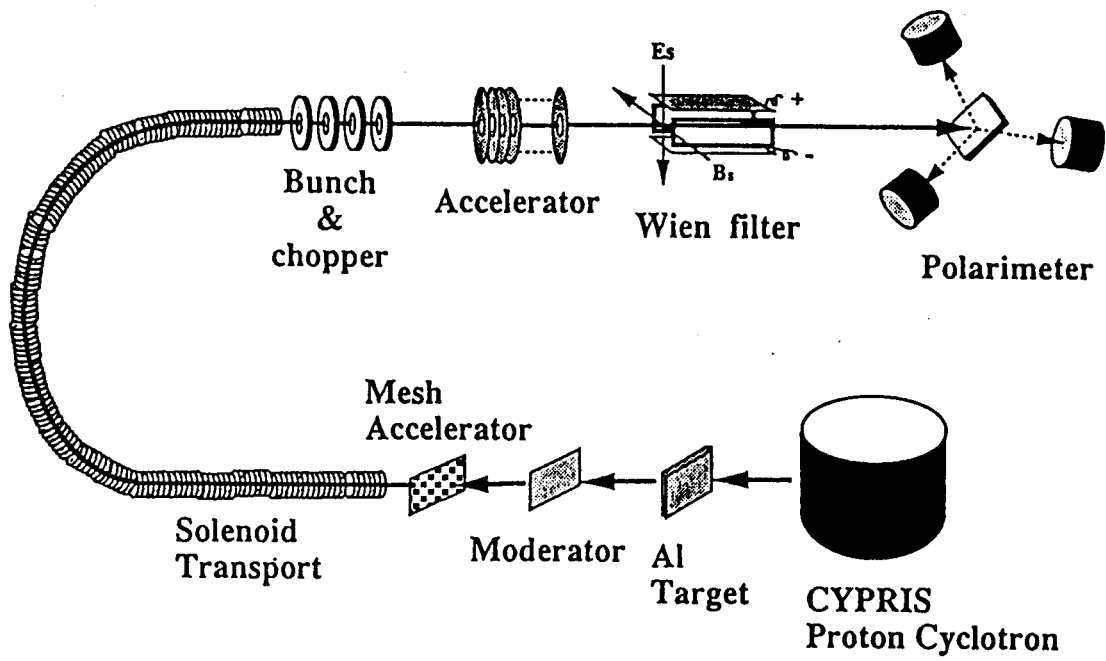 Es
+
-
Bs
Bunch
&
chopper
Accelerator
Wien filter
Polarimeter
Mesh
Accelerator
Solenoid
Transport
Moderator
Al
Target
CYPRIS
Proton Cyclotron